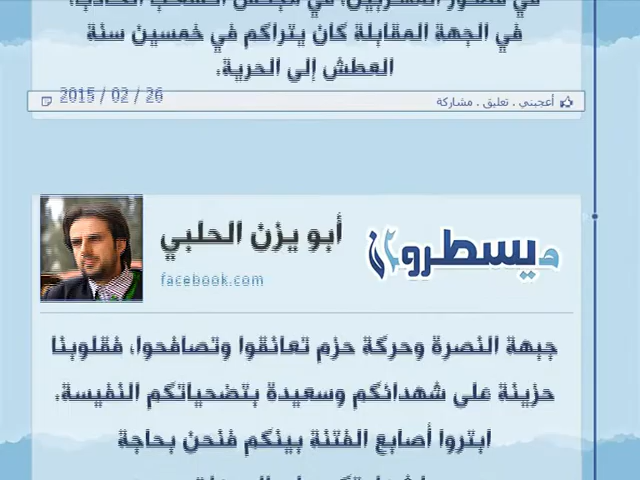 في الجهة المقابلة كان يتراكم في خمسين سنة
العطش إلى الحرية.
2015 / 02 / 26
أعجبني . تعليق . مشاركة
أبو يزن الحلبي
facebook.com
جبهة النصرة وحركة حزم تعانقوا وتصافحوا، فقلوبنا
حزينة على شهدائكم وسعيدة بتضحياتكم النفيسة،
ابتروا أصابع الفتنة بينكم فنحن بحاجة